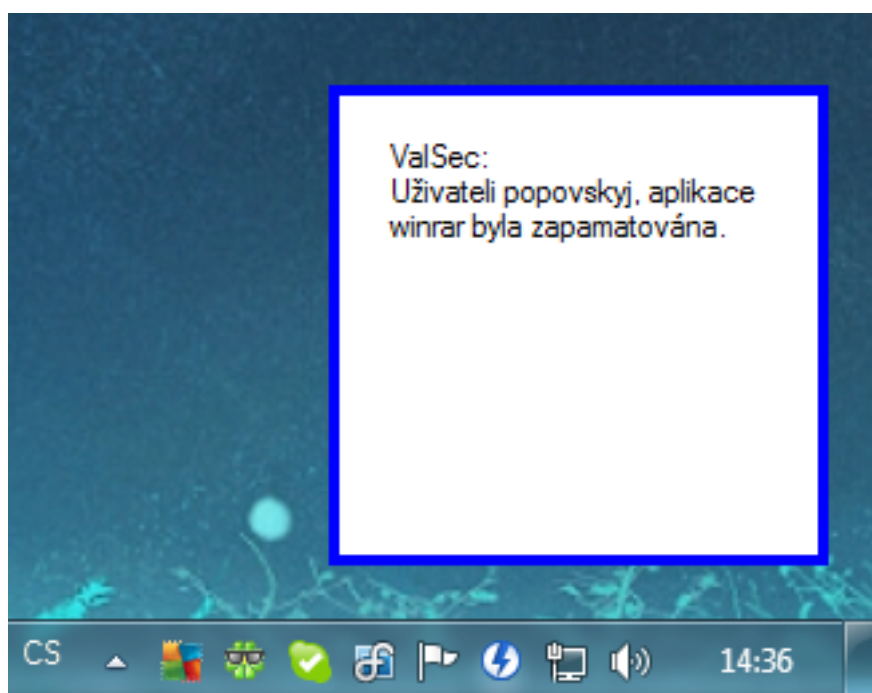 ValSec:
Uživateli popovskyj, aplikace
winrar byla zapamatována.
CS
14:36